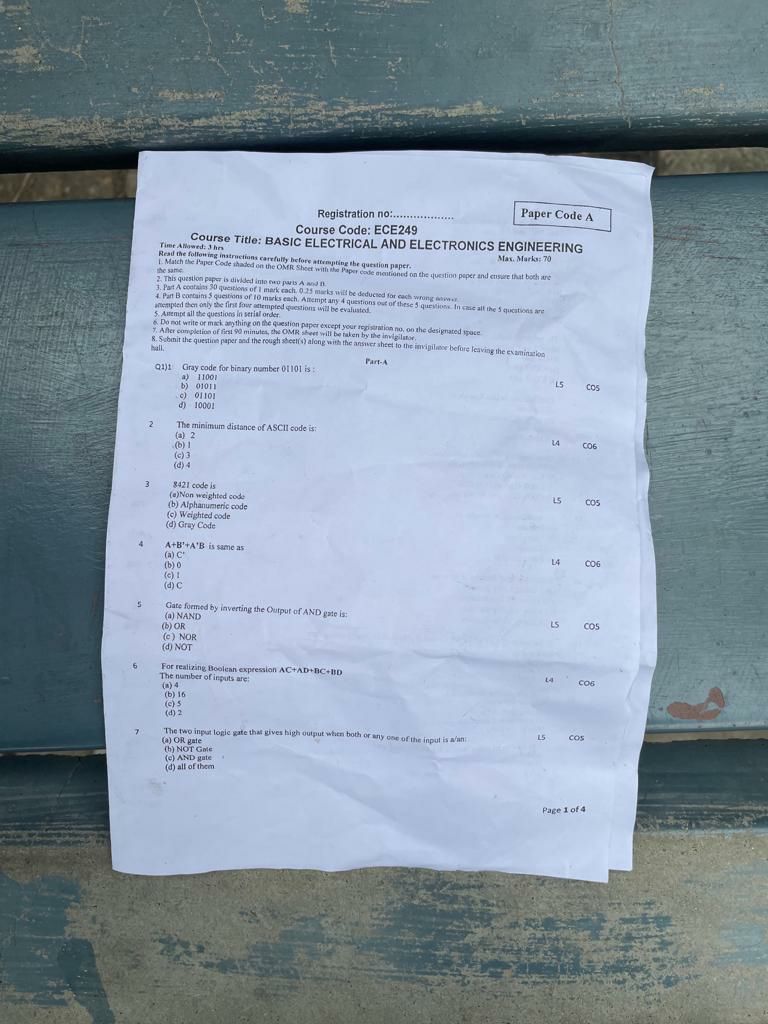 Registration no:..................
Paper Code A
Course Code: ECE249
Course Title: BASIC ELECTRICAL AND ELECTRONICS ENGINEERING
Time Allowed: 3 hrs
Max. Marks: 70
Read the following instructions carefully before attempting the question paper.
1. Match the Paper Code shaded on the OMR Sheet with the Paper code mentioned on the question paper and ensure that both are
the same.
2. This question paper is divided into two parts A and B.
3. Part A contains 30 questions of 1 mark each. 0.25 marks will be deducted for each wrong answer.
4. Part B contains 5 questions of 10 marks each. Attempt any 4 questions out of these 5 questions. In case all the 5 questions are
attempted then only the first four attempted questions will be evaluated.
5. Attempt all the questions in serial order.
6. Do not write or mark anything on the question paper except your registration no. on the designated space.
7. After completion of first 90 minutes, the OMR sheet will be taken by the invigilator.
8. Submit the question paper and the rough sheet(s) along with the answer sheet to the invigilator before leaving the examination
hall.
Part-A
Q1)1 Gray code for binary number 01101 is :
a) 11001
b) 01011
c) 01101
d) 10001
L5 CO5
2 The minimum distance of ASCII code is:
(a) 2
(b) 1
(c) 3
(d) 4
L4 CO6
3 8421 code is
(a)Non weighted code
(b) Alphanumeric code
(c) Weighted code
(d) Gray Code
L5 CO5
4 A+B'+A'B is same as
(a) C'
(b) 0
(c) 1
(d) C
L4 CO6
5 Gate formed by inverting the Output of AND gate is:
(a) NAND
(b) OR
(c ) NOR
(d) NOT
L5 CO5
6 For realizing Boolean expression AC+AD+BC+BD
The number of inputs are:
(a) 4
(b) 16
(c) 5
(d) 2
L4 CO6
7 The two input logic gate that gives high output when both or any one of the input is a/an:
(a) OR gate
(b) NOT Gate
(c) AND gate
(d) all of them
L5 CO5
Page 1 of 4